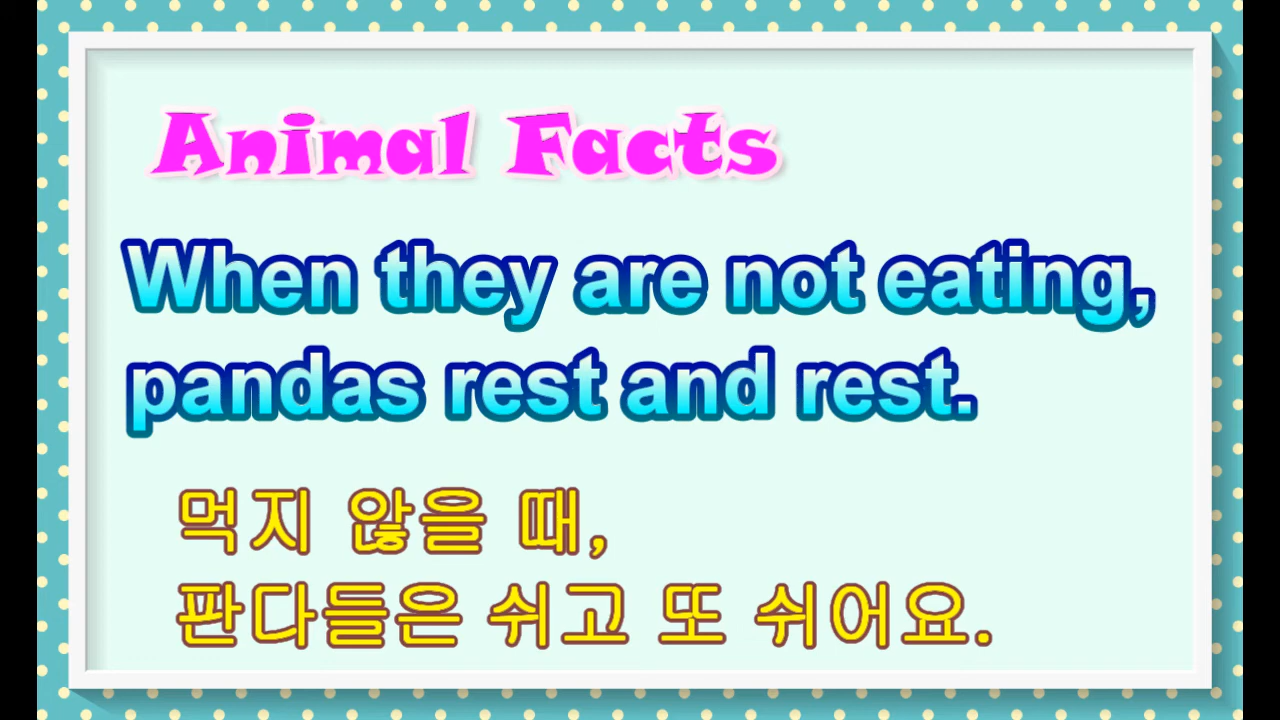 Animal Facts
When they are not eating,
pandas rest and rest.
먹지 않을 때,
판다들은 쉬고 또 쉬어요.